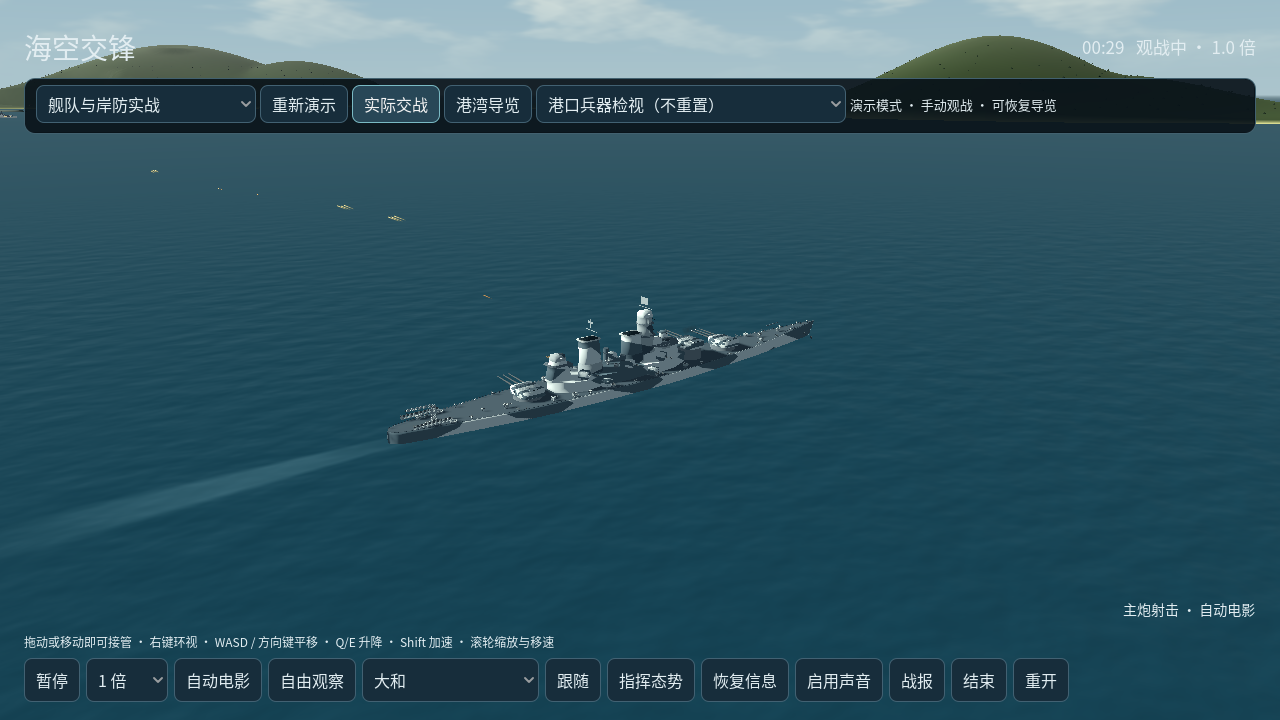 海空交锋
00:29 观战中 · 1.0 倍
舰队与岸防实战 重新演示 实际交战 港湾导览 港口兵器检视（不重置） 演示模式 · 手动观战 · 可恢复导览
主炮射击 · 自动电影
拖动或移动即可接管 · 右键环视 · WASD / 方向键平移 · Q/E 升降 · Shift 加速 · 滚轮缩放与移速
暂停 1 倍 自动电影 自由观察 大和 跟随 指挥态势 恢复信息 启用声音 战报 结束 重开